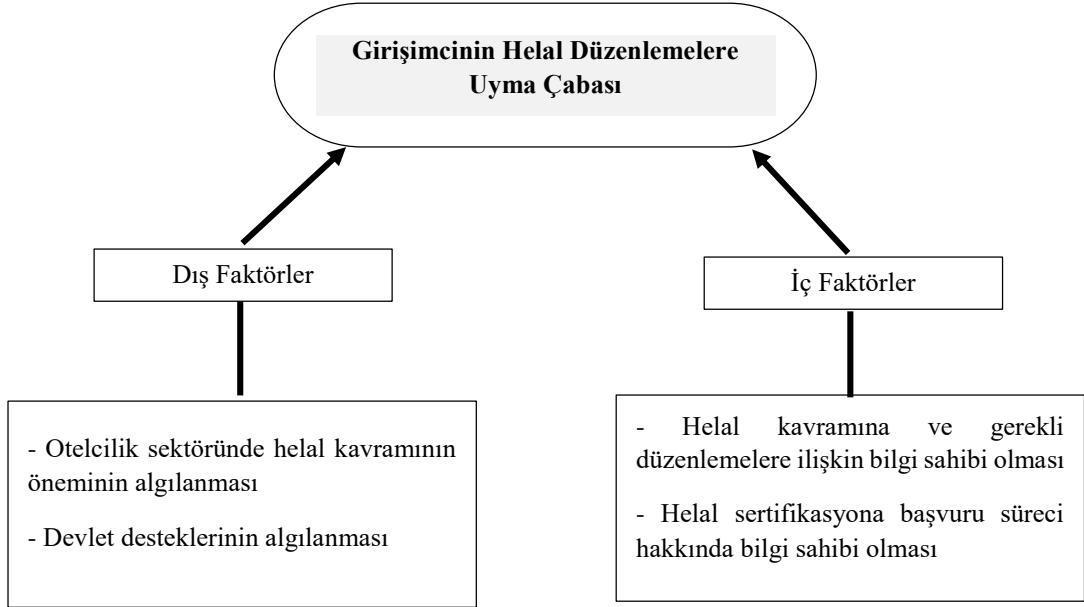 Girişimcinin Helal Düzenlemelere
Uyma Çabası
Dış Faktörler
İç Faktörler
- Otelcilik sektöründe helal kavramının
öneminin algılanması
- Devlet desteklerinin algılanması
- Helal kavramına ve gerekli
düzenlemelere ilişkin bilgi sahibi olması
- Helal sertifikasyona başvuru süreci
hakkında bilgi sahibi olması